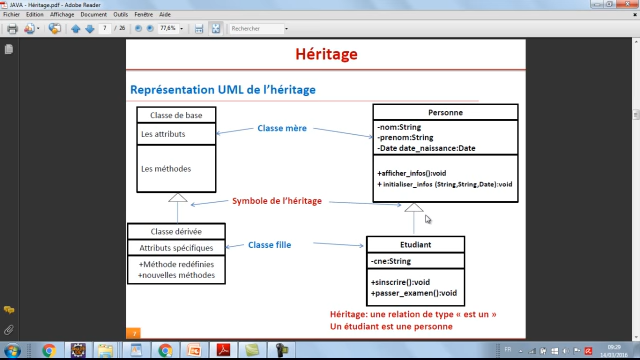 JAVA - Héritage.pdf - Adobe Reader
Fichier Edition Affichage Document Outils Fenêtre Aide
7 / 26 77,6% Rechercher
Héritage
Représentation UML de l'héritage
Classe de base
Les attributs
Les méthodes
Classe mère
Personne
-nom:String
-prenom:String
-Date date_naissance:Date
+afficher_infos():void
+ initialiser_infos (String,String,Date):void
Symbole de l'héritage
Classe dérivée
Attributs spécifiques
+Méthode redéfinies
+nouvelles méthodes
Classe fille
Etudiant
-cne:String
+sinscrire():void
+passer_examen():void
Héritage: une relation de type « est un »
Un étudiant est une personne
7
FR
09:29
14/03/2016